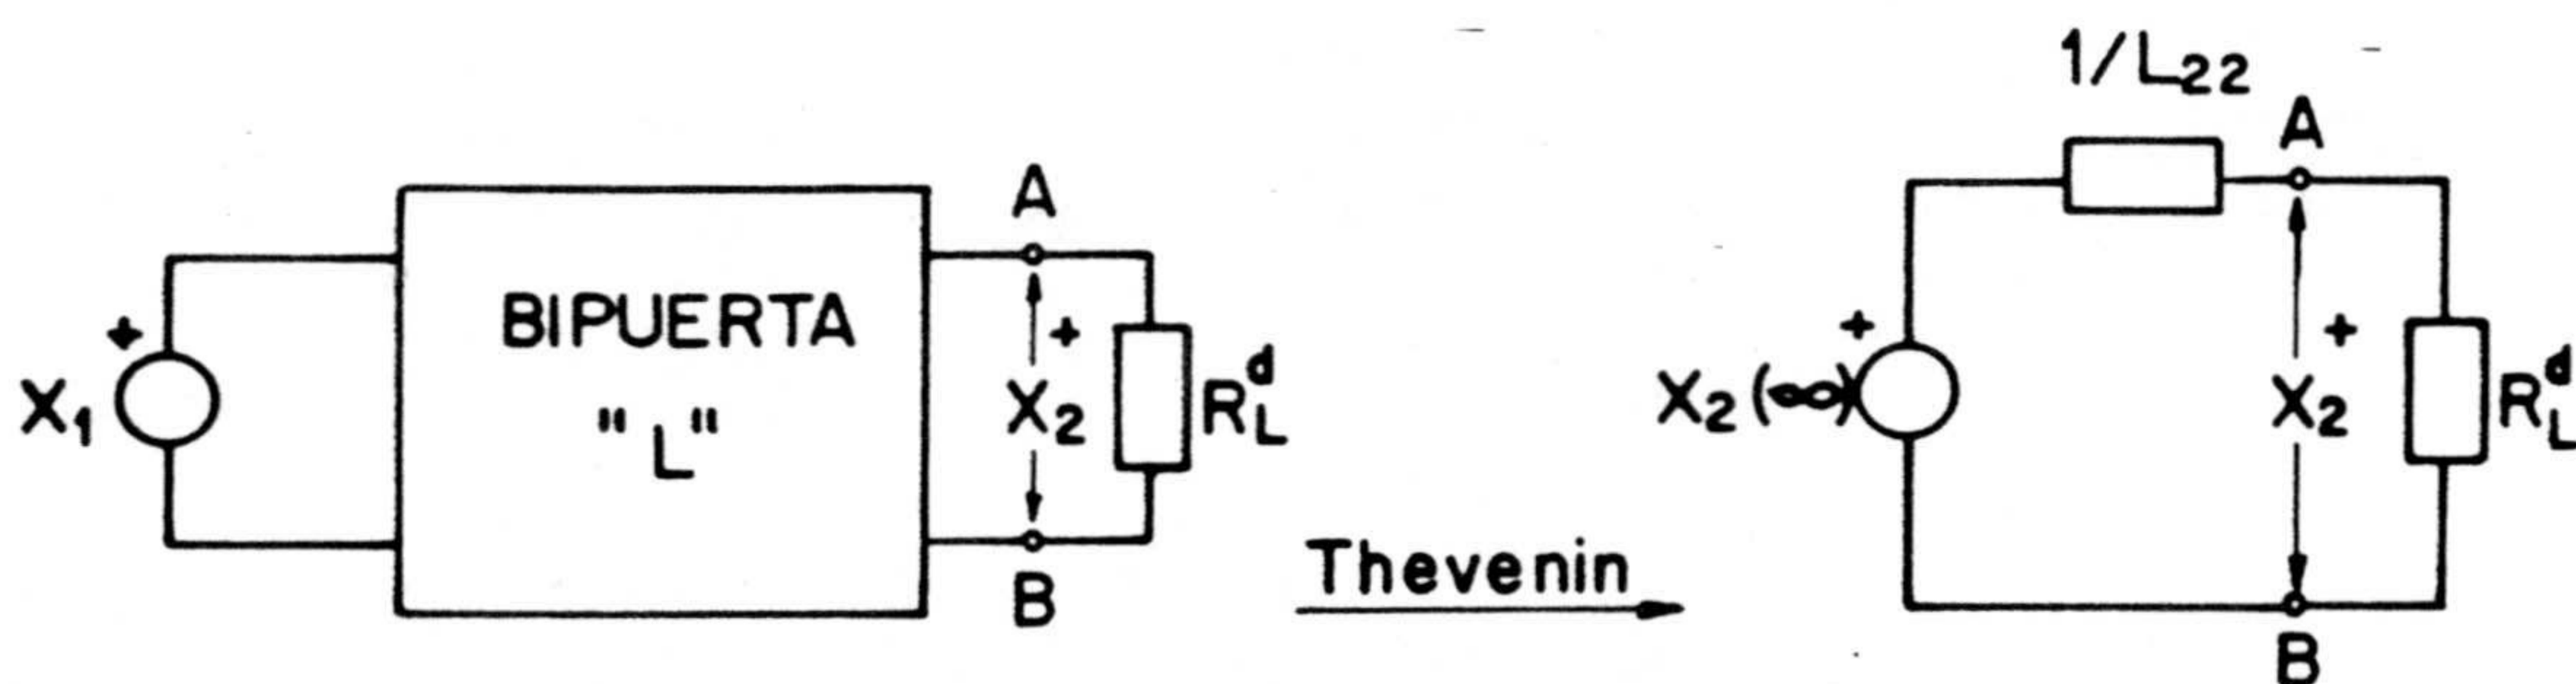 X₁
+
BIPUERTA
"L"
A
+
X₂
B
R_L^d
Thevenin
1/L₂₂
A
+
X₂(∞)
+
X₂
B
R_L^d